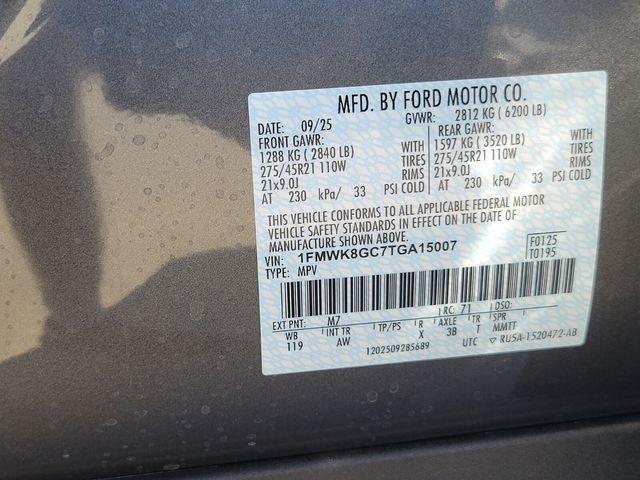 MFD. BY FORD MOTOR CO.
DATE: 09/25 GVWR: 2812 KG ( 6200 LB)
FRONT GAWR: REAR GAWR:
1288 KG ( 2840 LB) WITH 1597 KG ( 3520 LB) WITH
275/45R21 110W TIRES 275/45R21 110W TIRES
21x9.0J RIMS 21x9.0J RIMS
AT 230 kPa/ 33 PSI COLD AT 230 kPa/ 33 PSI COLD
THIS VEHICLE CONFORMS TO ALL APPLICABLE FEDERAL MOTOR
VEHICLE SAFETY STANDARDS IN EFFECT ON THE DATE OF
MANUFACTURE SHOWN ABOVE.
VIN: 1FMWK8GC7TGA15007 F0125
TYPE: MPV T0195
EXT PNT: M7 RC: 71 DSO:
WB INT TR TP/PS R AXLE TR SPR
119 AW X 3B T MMTT
1202509285689 UTC ▽ RU5A-1520472-AB